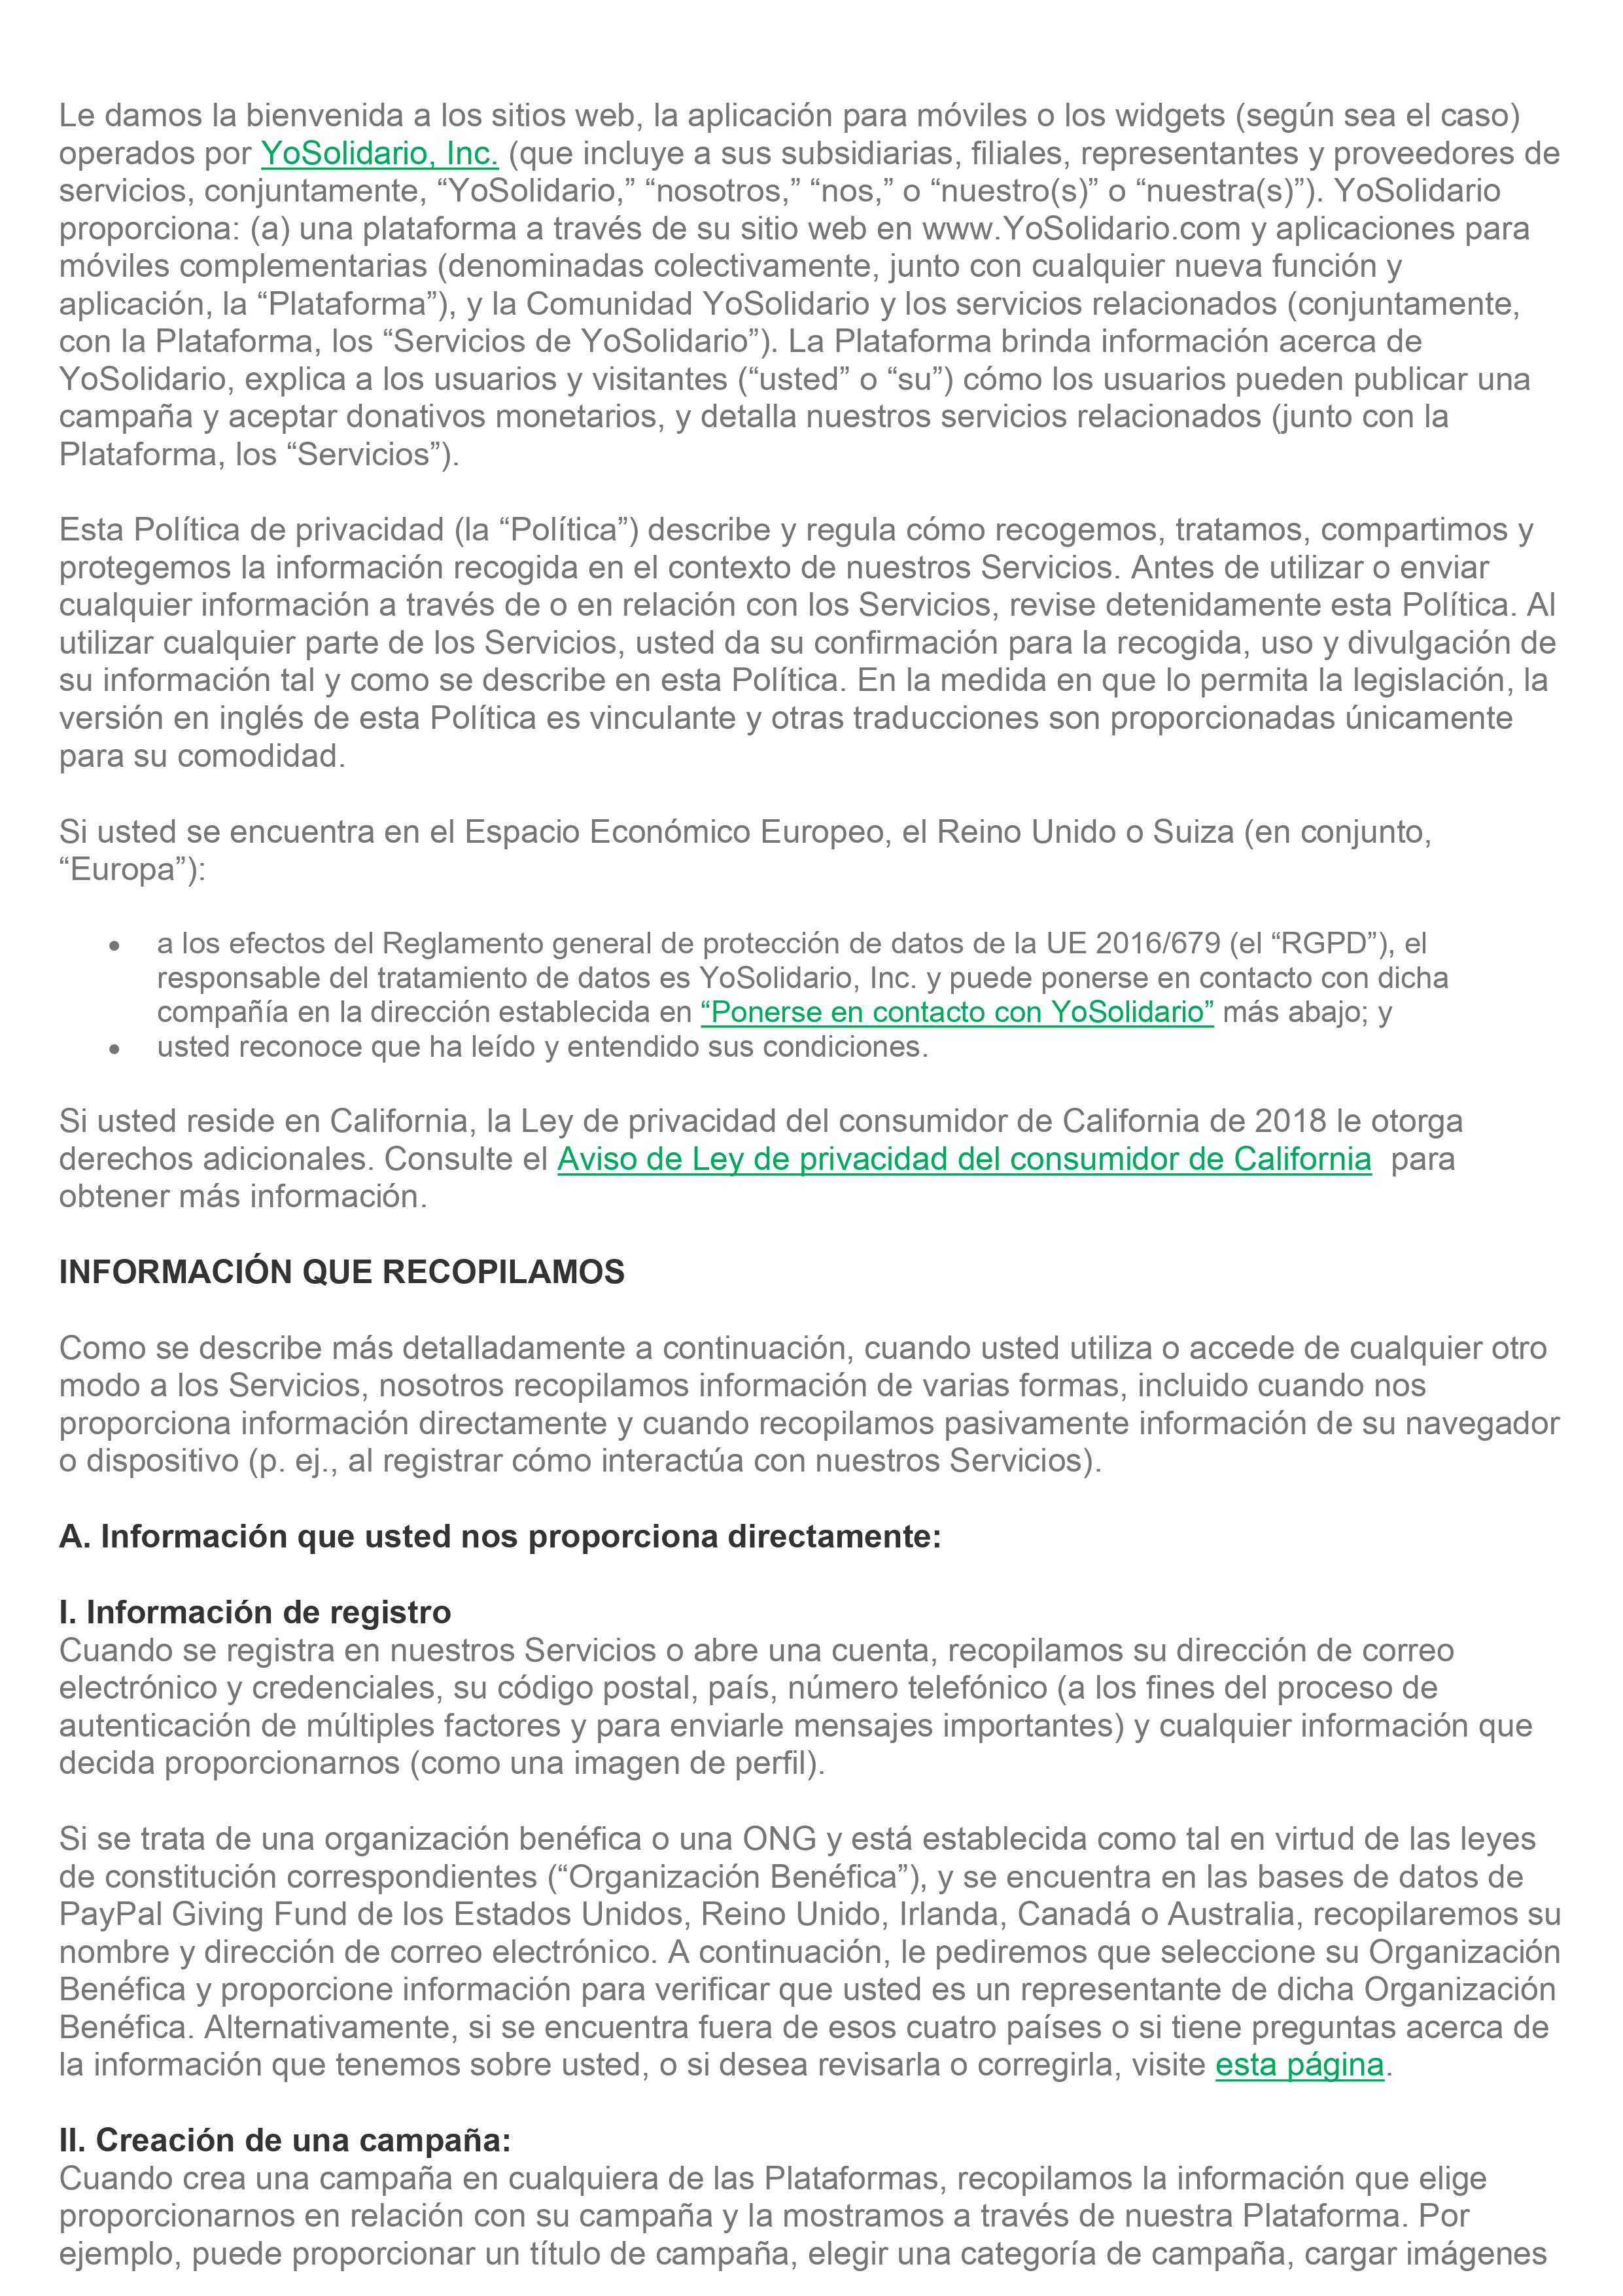 Le damos la bienvenida a los sitios web, la aplicación para móviles o los widgets (según sea el caso)
operados por YoSolidario, Inc. (que incluye a sus subsidiarias, filiales, representantes y proveedores de
servicios, conjuntamente, “YoSolidario,” “nosotros,” “nos,” o “nuestro(s)” o “nuestra(s)”). YoSolidario
proporciona: (a) una plataforma a través de su sitio web en www.YoSolidario.com y aplicaciones para
móviles complementarias (denominadas colectivamente, junto con cualquier nueva función y
aplicación, la “Plataforma”), y la Comunidad YoSolidario y los servicios relacionados (conjuntamente,
con la Plataforma, los “Servicios de YoSolidario”). La Plataforma brinda información acerca de
YoSolidario, explica a los usuarios y visitantes (“usted” o “su”) cómo los usuarios pueden publicar una
campaña y aceptar donativos monetarios, y detalla nuestros servicios relacionados (junto con la
Plataforma, los “Servicios”).
Esta Política de privacidad (la “Política”) describe y regula cómo recogemos, tratamos, compartimos y
protegemos la información recogida en el contexto de nuestros Servicios. Antes de utilizar o enviar
cualquier información a través de o en relación con los Servicios, revise detenidamente esta Política. Al
utilizar cualquier parte de los Servicios, usted da su confirmación para la recogida, uso y divulgación de
su información tal y como se describe en esta Política. En la medida en que lo permita la legislación, la
versión en inglés de esta Política es vinculante y otras traducciones son proporcionadas únicamente
para su comodidad.
Si usted se encuentra en el Espacio Económico Europeo, el Reino Unido o Suiza (en conjunto,
“Europa”):
• a los efectos del Reglamento general de protección de datos de la UE 2016/679 (el “RGPD”), el
responsable del tratamiento de datos es YoSolidario, Inc. y puede ponerse en contacto con dicha
compañía en la dirección establecida en “Ponerse en contacto con YoSolidario” más abajo; y
• usted reconoce que ha leído y entendido sus condiciones.
Si usted reside en California, la Ley de privacidad del consumidor de California de 2018 le otorga
derechos adicionales. Consulte el Aviso de Ley de privacidad del consumidor de California para
obtener más información.
INFORMACIÓN QUE RECOPILAMOS
Como se describe más detalladamente a continuación, cuando usted utiliza o accede de cualquier otro
modo a los Servicios, nosotros recopilamos información de varias formas, incluido cuando nos
proporciona información directamente y cuando recopilamos pasivamente información de su navegador
o dispositivo (p. ej., al registrar cómo interactúa con nuestros Servicios).
A. Información que usted nos proporciona directamente:
I. Información de registro
Cuando se registra en nuestros Servicios o abre una cuenta, recopilamos su dirección de correo
electrónico y credenciales, su código postal, país, número telefónico (a los fines del proceso de
autenticación de múltiples factores y para enviarle mensajes importantes) y cualquier información que
decida proporcionarnos (como una imagen de perfil).
Si se trata de una organización benéfica o una ONG y está establecida como tal en virtud de las leyes
de constitución correspondientes (“Organización Benéfica”), y se encuentra en las bases de datos de
PayPal Giving Fund de los Estados Unidos, Reino Unido, Irlanda, Canadá o Australia, recopilaremos su
nombre y dirección de correo electrónico. A continuación, le pediremos que seleccione su Organización
Benéfica y proporcione información para verificar que usted es un representante de dicha Organización
Benéfica. Alternativamente, si se encuentra fuera de esos cuatro países o si tiene preguntas acerca de
la información que tenemos sobre usted, o si desea revisarla o corregirla, visite esta página.
II. Creación de una campaña:
Cuando crea una campaña en cualquiera de las Plataformas, recopilamos la información que elige
proporcionarnos en relación con su campaña y la mostramos a través de nuestra Plataforma. Por
ejemplo, puede proporcionar un título de campaña, elegir una categoría de campaña, cargar imágenes